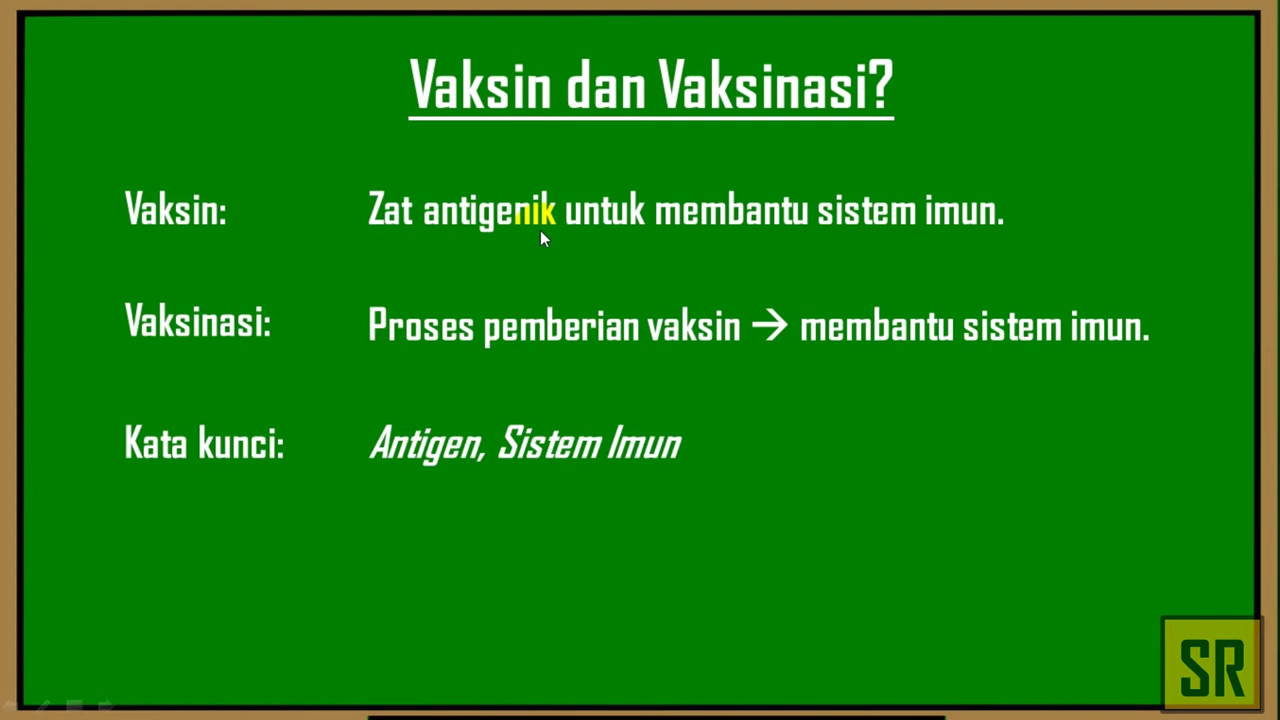 Vaksin dan Vaksinasi?
Vaksin: Zat antigenik untuk membantu sistem imun.
Vaksinasi: Proses pemberian vaksin → membantu sistem imun.
Kata kunci: Antigen, Sistem Imun
SR